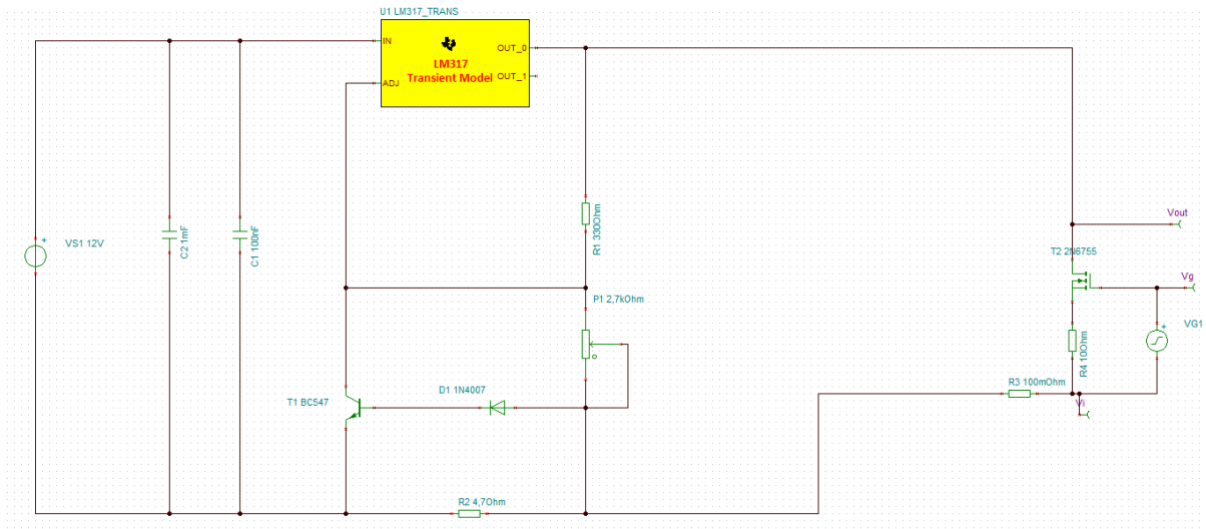 U1 LM317_TRANS
IN
OUT_0
LM317
Transient Model
OUT_1
ADJ
VS1 12V
C2 1mF
C1 100nF
R1 330Ohm
Vout
T2 2N6755
Vg
VG1
P1 2,7kOhm
R4 10Ohm
D1 1N4007
R3 100mOhm
T1 BC547
Vi
R2 4,7Ohm